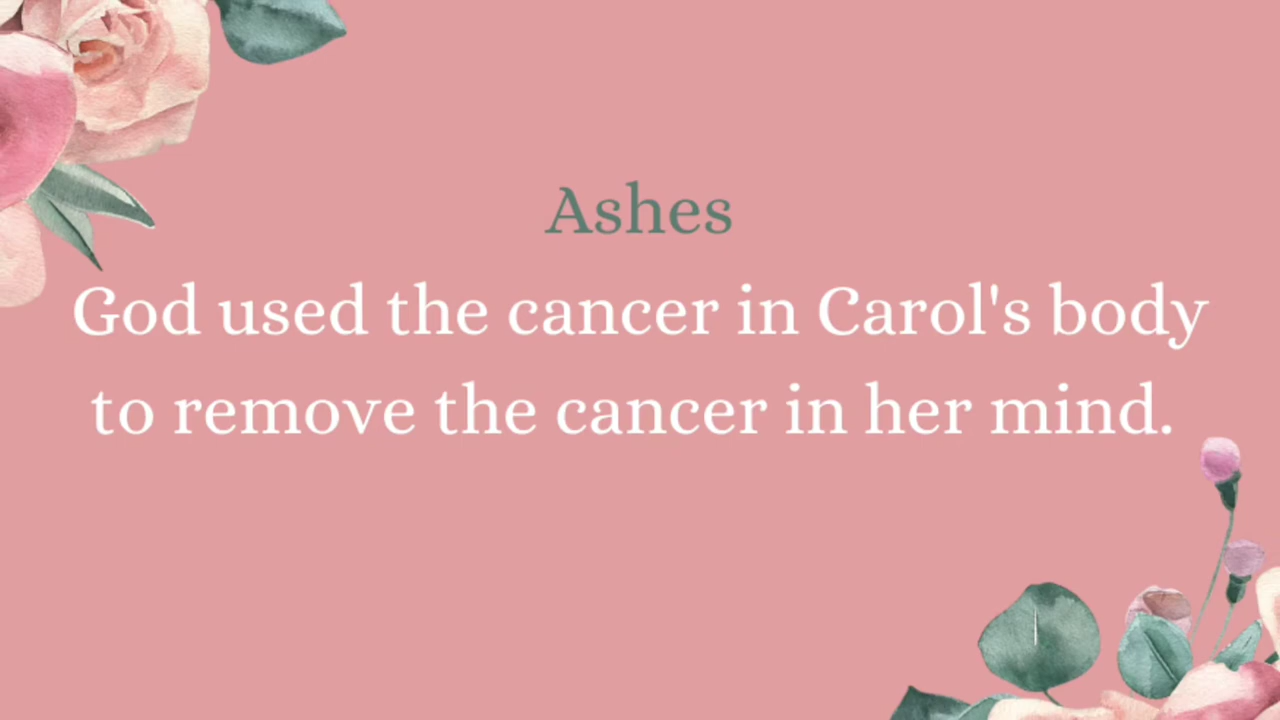 Ashes
God used the cancer in Carol's body
to remove the cancer in her mind.